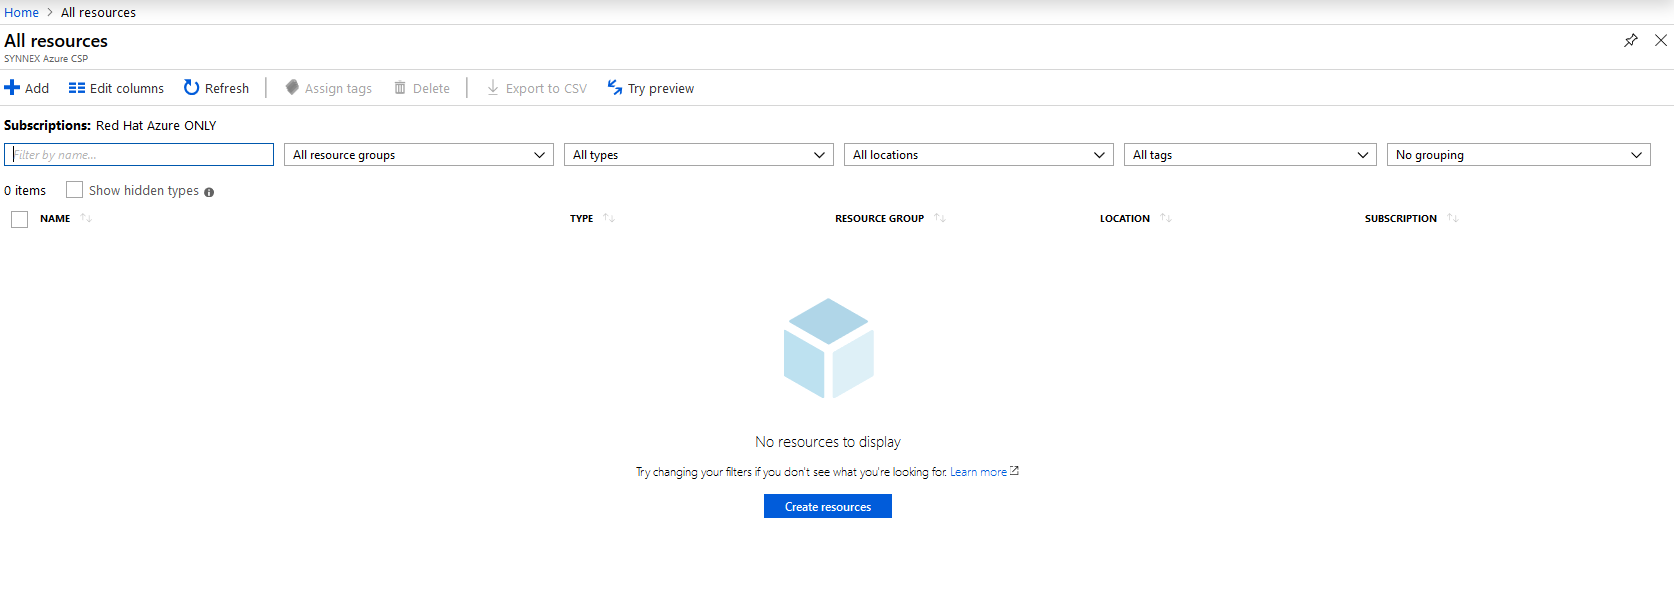 Home > All resources
All resources
SYNNEX Azure CSP
Add Edit columns Refresh Assign tags Delete Export to CSV Try preview
Subscriptions: Red Hat Azure ONLY
Filter by name... All resource groups All types All locations All tags No grouping
0 items Show hidden types
NAME TYPE RESOURCE GROUP LOCATION SUBSCRIPTION
No resources to display
Try changing your filters if you don't see what you're looking for. Learn more
Create resources